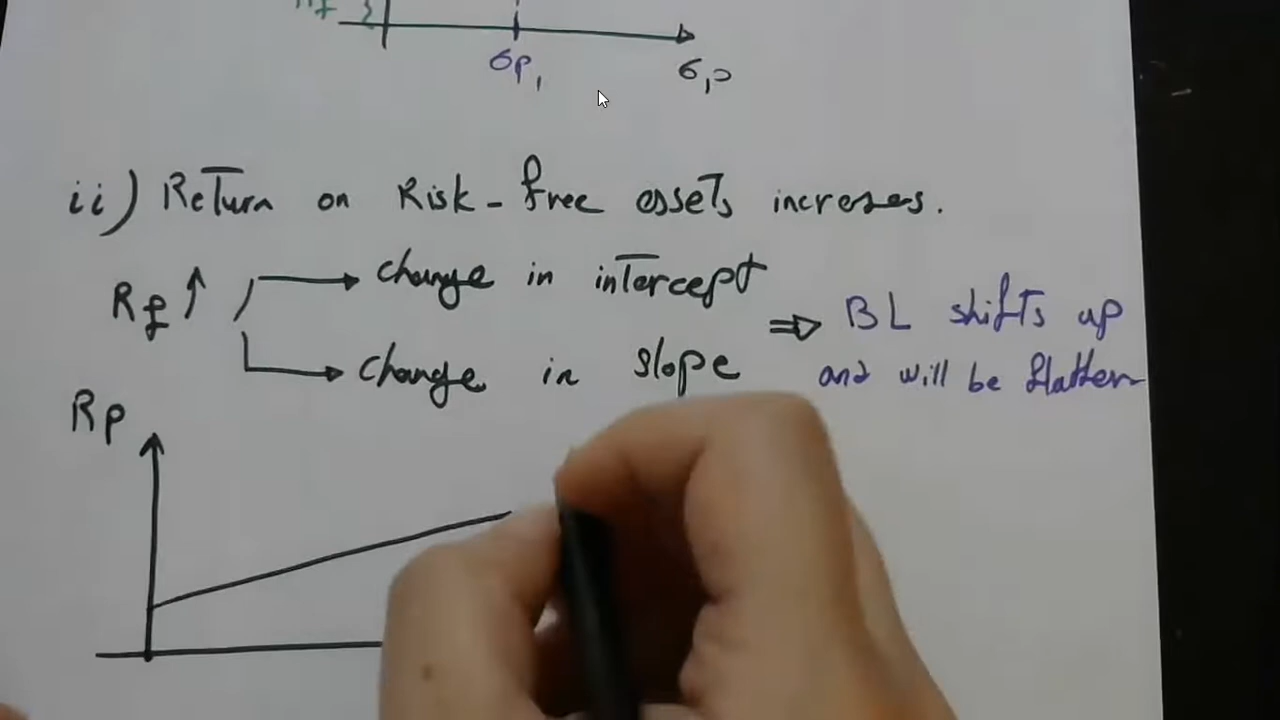 Rf
σp1
σp
ii) Return on Risk-free assets increases.
Rf ↑ → change in intercept
→ change in slope
⇒ BL shifts up
and will be flatter
Rp